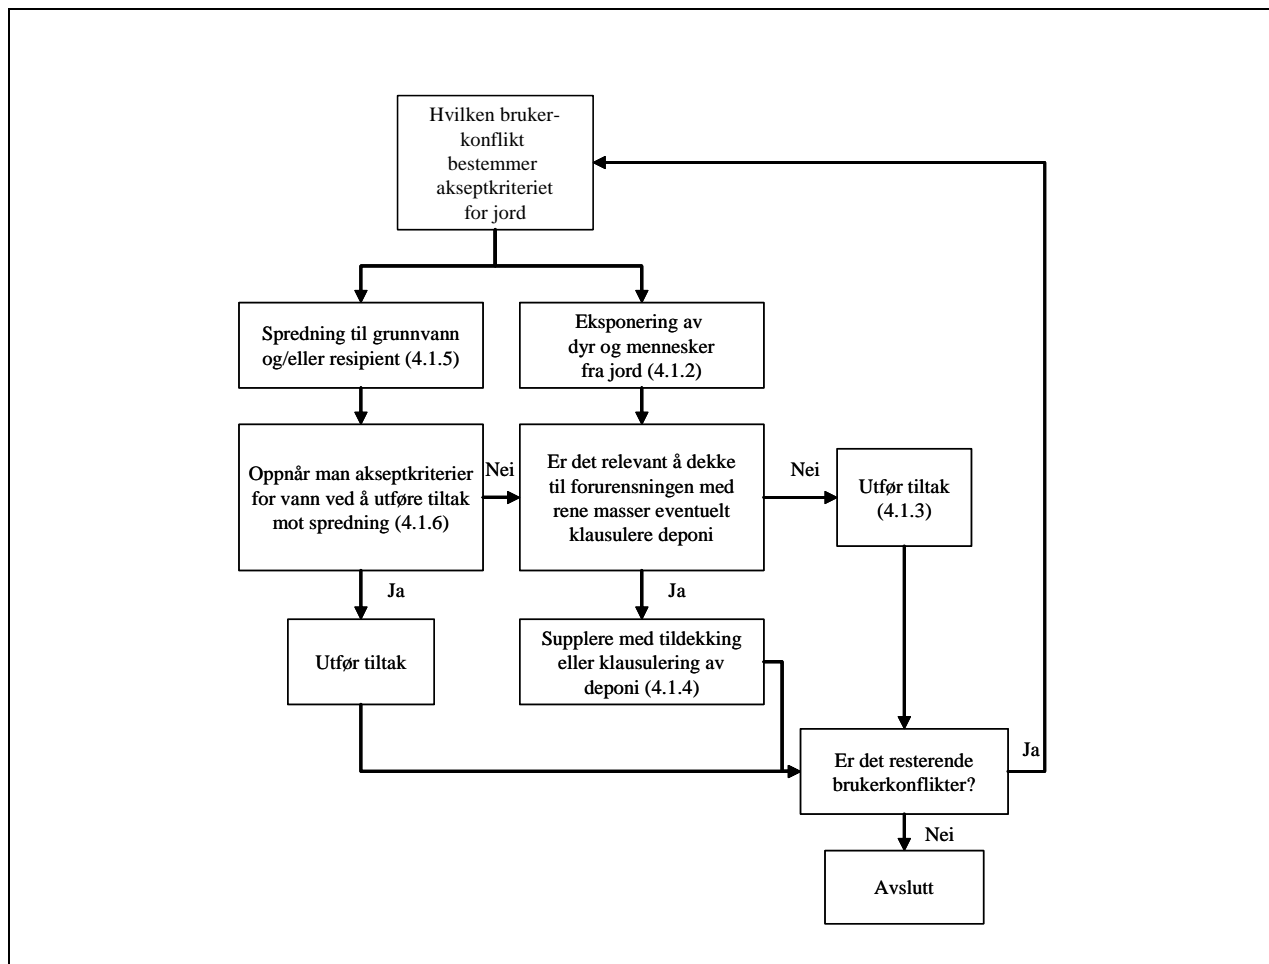 Hvilken bruker-
konflikt
bestemmer
akseptkriteriet
for jord
Spredning til grunnvann
og/eller resipient (4.1.5)
Eksponering av
dyr og mennesker
fra jord (4.1.2)
Oppnår man akseptkriterier
for vann ved å utføre tiltak
mot spredning (4.1.6)
Nei
Er det relevant å dekke
til forurensningen med
rene masser eventuelt
klausulere deponi
Nei
Utfør tiltak
(4.1.3)
Ja
Ja
Utfør tiltak
Supplere med tildekking
eller klausulering av
deponi (4.1.4)
Er det resterende
brukerkonflikter?
Ja
Nei
Avslutt